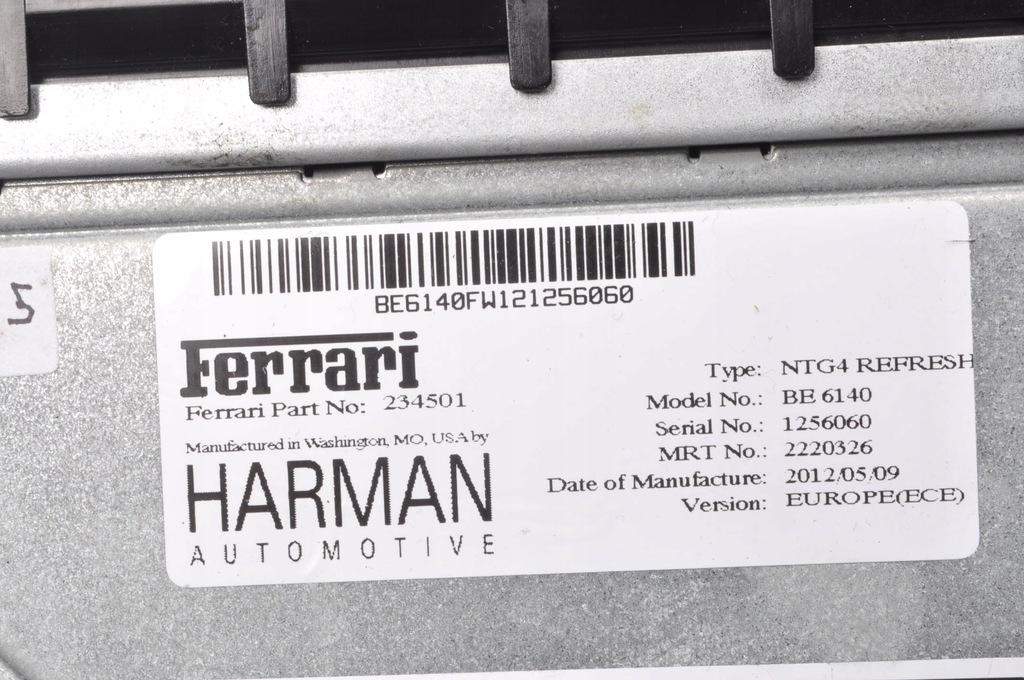 5
BE6140FW121256060
Ferrari
Ferrari Part No: 234501
Manufactured in Washington, MO, USA by
HARMAN
AUTOMOTIVE
Type: NTG4 REFRESH
Model No.: BE 6140
Serial No.: 1256060
MRT No.: 2220326
Date of Manufacture: 2012/05/09
Version: EUROPE(ECE)